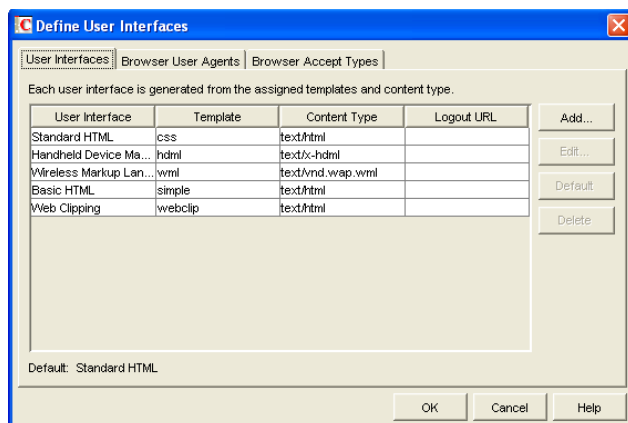 Define User Interfaces
User Interfaces Browser User Agents Browser Accept Types
Each user interface is generated from the assigned templates and content type.
User Interface Template Content Type Logout URL Add...
Standard HTML css text/html
Handheld Device Ma... hdml text/x-hdml Edit...
Wireless Markup Lan... wml text/vnd.wap.wml
Basic HTML simple text/html Default
Web Clipping webclip text/html
Delete
Default: Standard HTML
OK Cancel Help